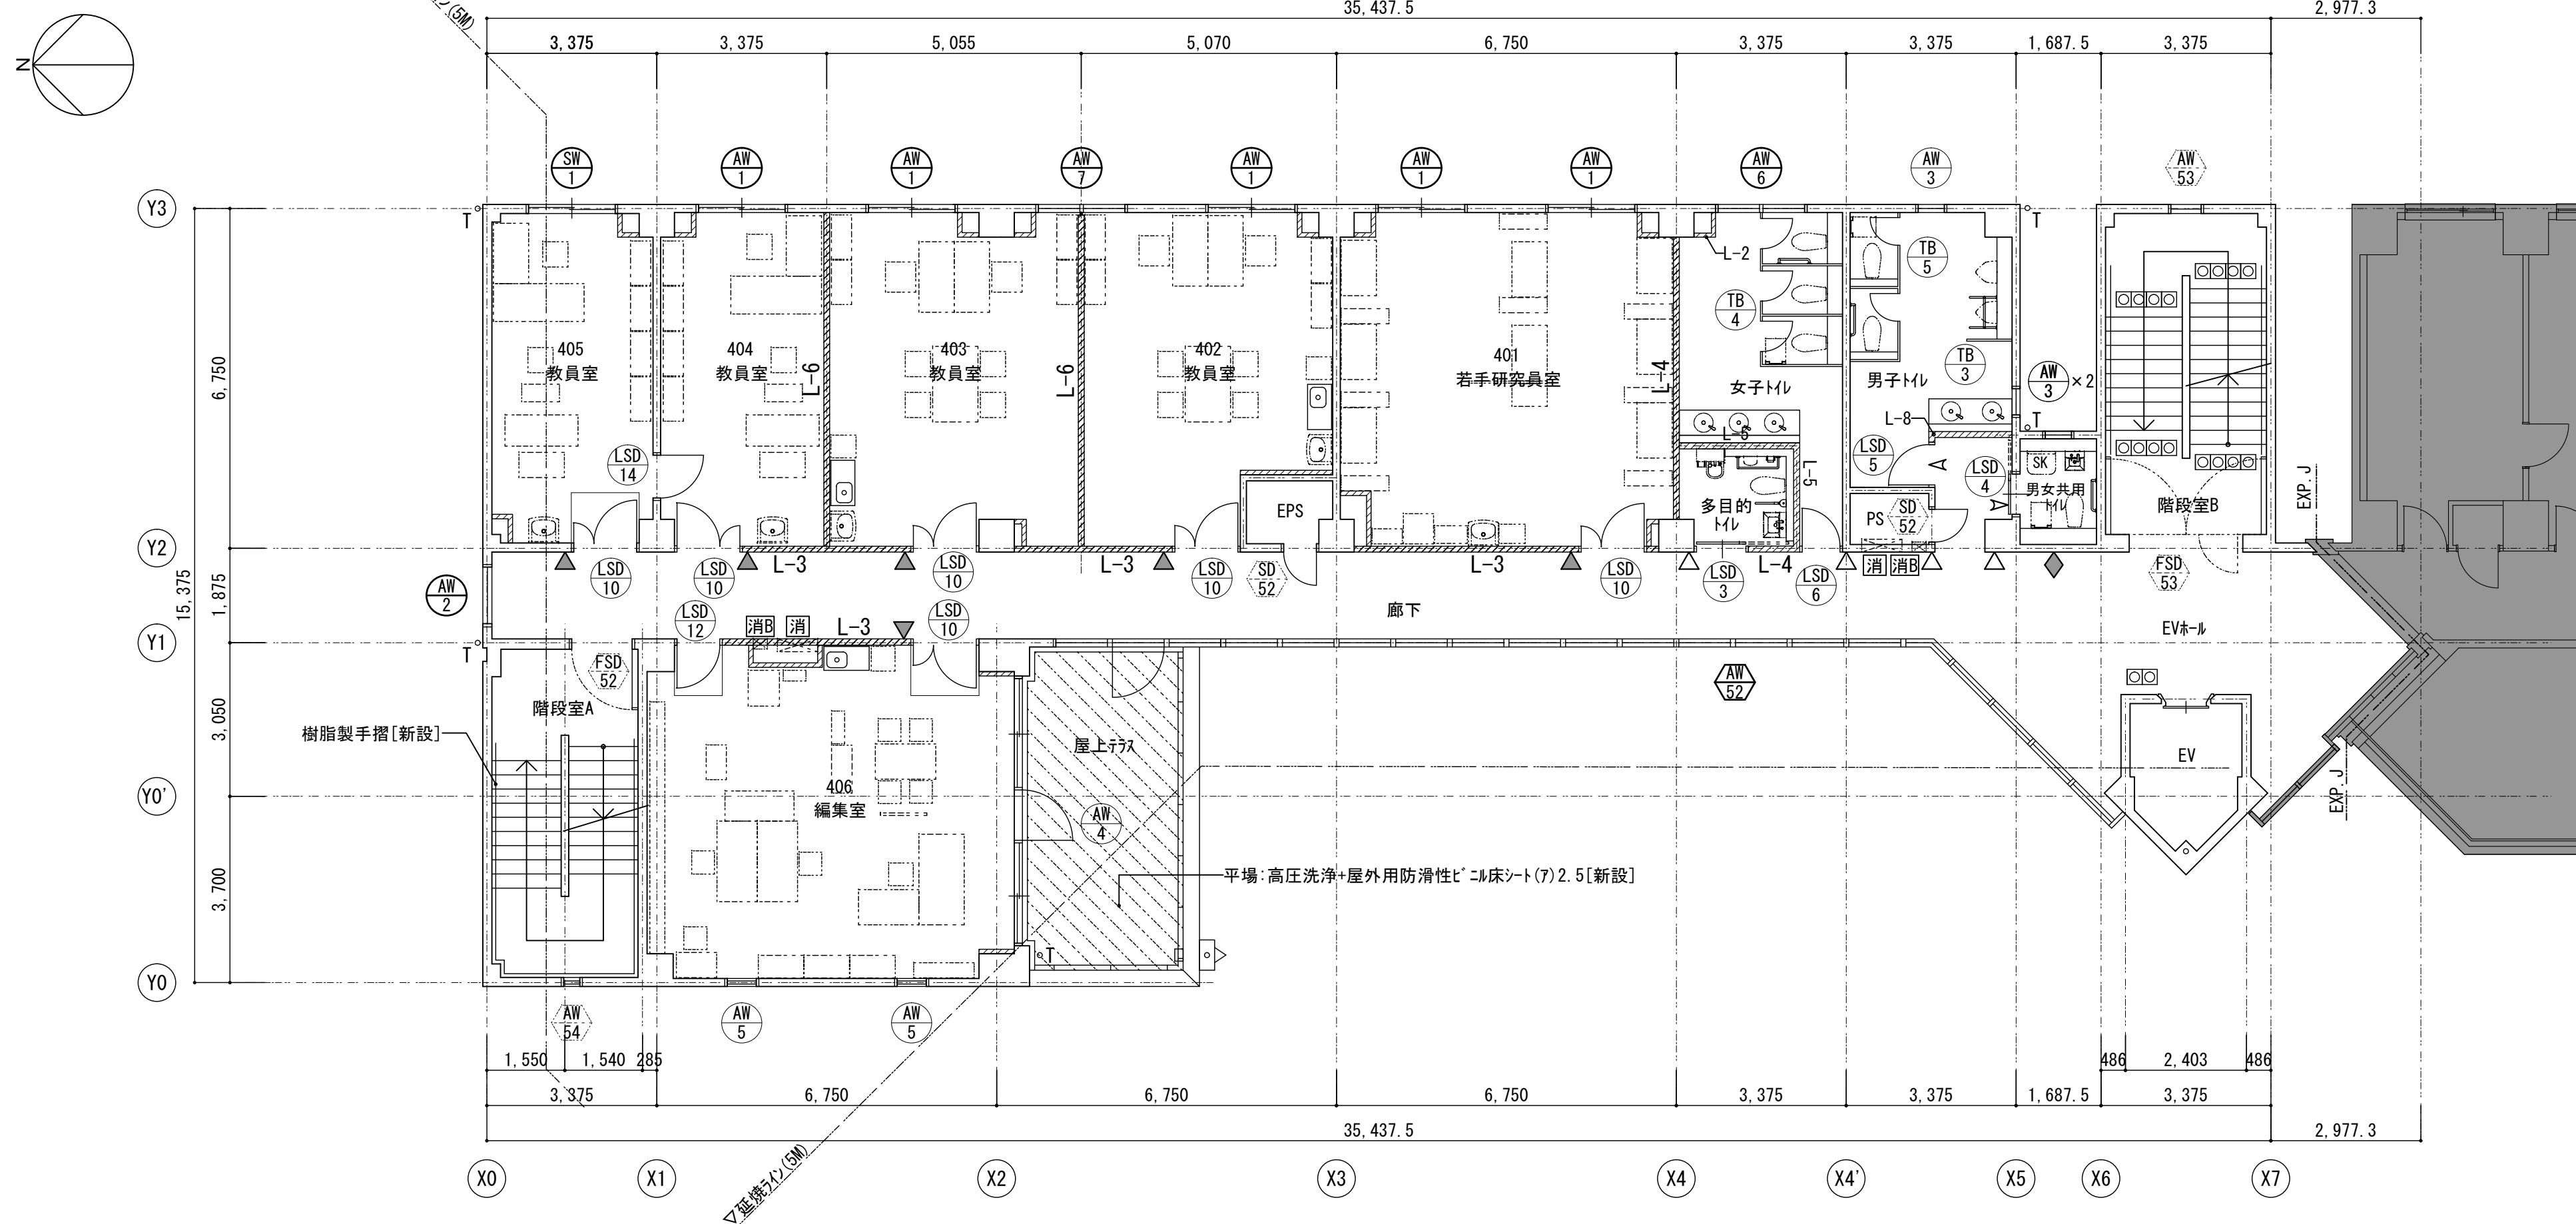 (5M)
35,437.5
2,977.3
3,375
3,375
5,055
5,070
6,750
3,375
3,375
1,687.5
3,375
N
SW
1
AW
1
AW
1
AW
7
AW
1
AW
1
AW
1
AW
6
AW
3
AW
53
Y3
T
T
L-2
TB
5
TB
4
TB
3
AW
3
×2
T
6,750
405
教員室
404
教員室
L-6
403
教員室
L-6
402
教員室
401
若手研究員室
L-4
女子ﾄｲﾚ
男子ﾄｲﾚ
L-8
L-5
LSD
14
LSD
5
A
LSD
4
SK
男女共用
ﾄｲﾚ
A
L-5
EPS
多目的
ﾄｲﾚ
PS
SD
52
階段室B
EXP.J
Y2
L-3
L-3
L-3
L-4
LSD
10
LSD
10
LSD
10
LSD
10
SD
52
LSD
10
LSD
3
LSD
6
消
消B
FSD
53
15,375
1,875
AW
2
LSD
12
消B
消
L-3
LSD
10
廊下
EVﾎｰﾙ
Y1
T
FSD
52
階段室A
AW
52
3,050
樹脂製手摺[新設]
屋上ﾃﾗｽ
EV
EXP.J
Y0'
406
編集室
AW
4
3,700
平場:高圧洗浄+屋外用防滑性ﾋﾞﾆﾙ床ｼｰﾄ(ｱ)2.5[新設]
T
Y0
AW
54
AW
5
AW
5
1,550
1,540
285
486
2,403
486
3,375
6,750
6,750
6,750
3,375
3,375
1,687.5
3,375
35,437.5
2,977.3
▽延焼ﾗｲﾝ(5M)
X0
X1
X2
X3
X4
X4'
X5
X6
X7